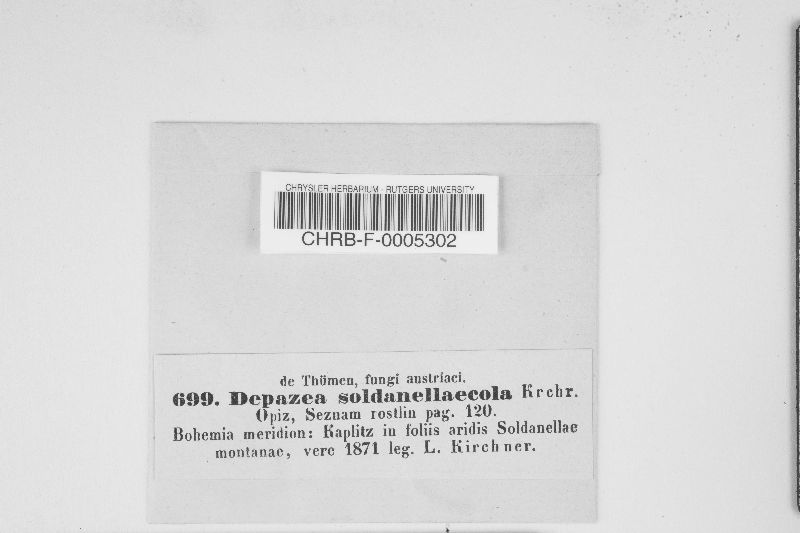 CHRYSLER HERBARIUM - RUTGERS UNIVERSITY
CHRB-F-0005302
de Thümen, fungi austriaci.
699. Depazea soldanellaecola Krchr.
Opiz, Seznam rostlin pag. 120.
Bohemia meridion: Kaplitz in foliis aridis Soldanellae
montanae, vere 1871 leg. L. Kirchner.